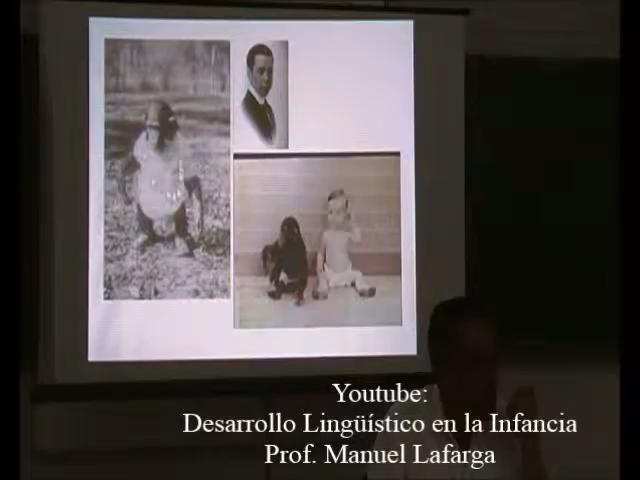 Youtube:
Desarrollo Lingüístico en la Infancia
Prof. Manuel Lafarga